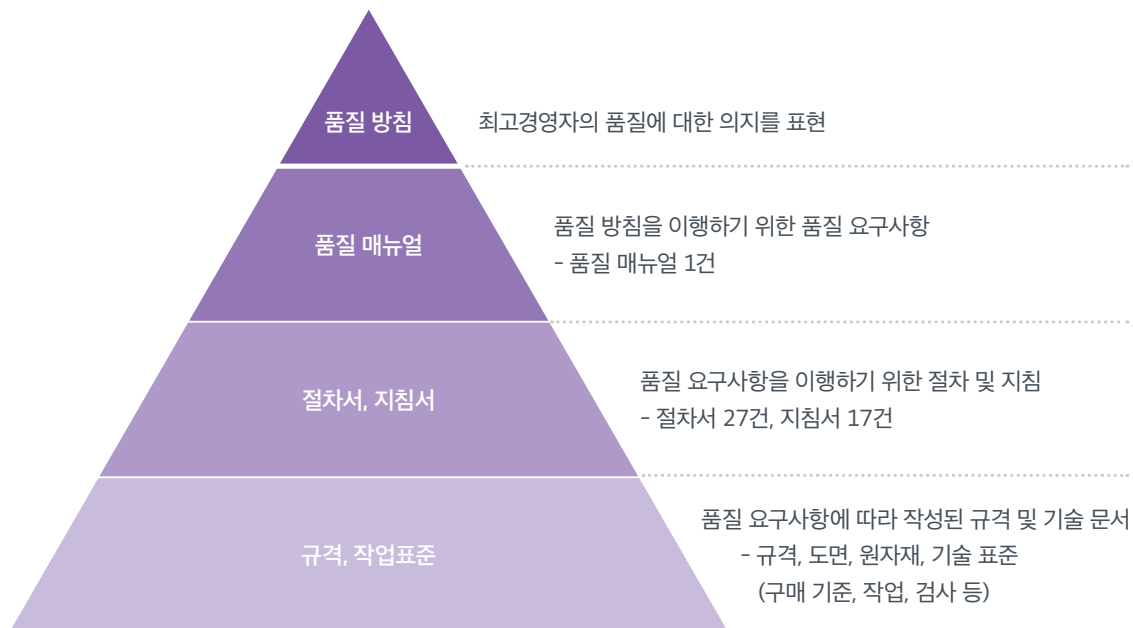 품질 방침
최고경영자의 품질에 대한 의지를 표현
품질 매뉴얼
품질 방침을 이행하기 위한 품질 요구사항
- 품질 매뉴얼 1건
절차서, 지침서
품질 요구사항을 이행하기 위한 절차 및 지침
- 절차서 27건, 지침서 17건
규격, 작업표준
품질 요구사항에 따라 작성된 규격 및 기술 문서
- 규격, 도면, 원자재, 기술 표준
(구매 기준, 작업, 검사 등)